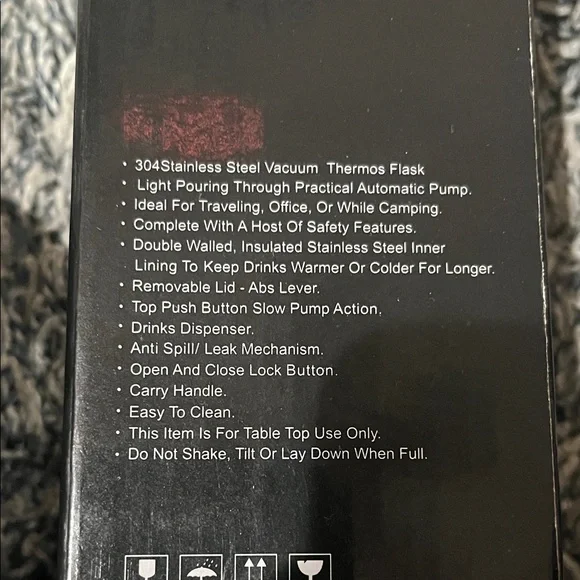 • 304Stainless Steel Vacuum Thermos Flask
• Light Pouring Through Practical Automatic Pump.
• Ideal For Traveling, Office, Or While Camping.
• Complete With A Host Of Safety Features.
• Double Walled, Insulated Stainless Steel Inner
Lining To Keep Drinks Warmer Or Colder For Longer.
• Removable Lid - Abs Lever.
• Top Push Button Slow Pump Action.
• Drinks Dispenser.
• Anti Spill/ Leak Mechanism.
• Open And Close Lock Button.
• Carry Handle.
• Easy To Clean.
• This Item Is For Table Top Use Only.
• Do Not Shake, Tilt Or Lay Down When Full.